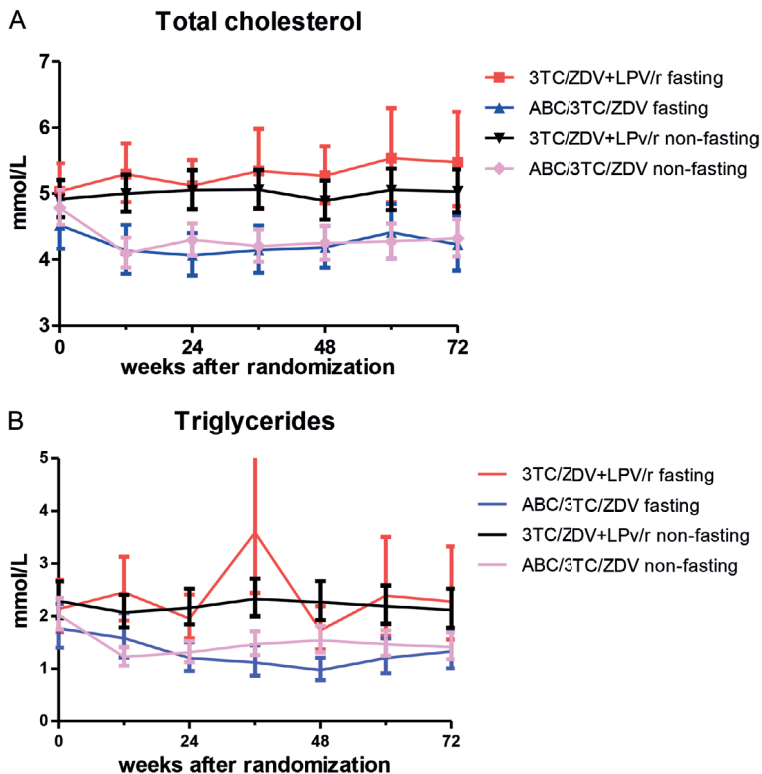 A
Total cholesterol
7
6
5
4
3
mmol/L
0
24
48
72
weeks after randomization
3TC/ZDV+LPV/r fasting
ABC/3TC/ZDV fasting
3TC/ZDV+LPv/r non-fasting
ABC/3TC/ZDV non-fasting
B
Triglycerides
5
4
3
2
1
0
mmol/L
0
24
48
72
weeks after randomization
3TC/ZDV+LPV/r fasting
ABC/3TC/ZDV fasting
3TC/ZDV+LPv/r non-fasting
ABC/3TC/ZDV non-fasting